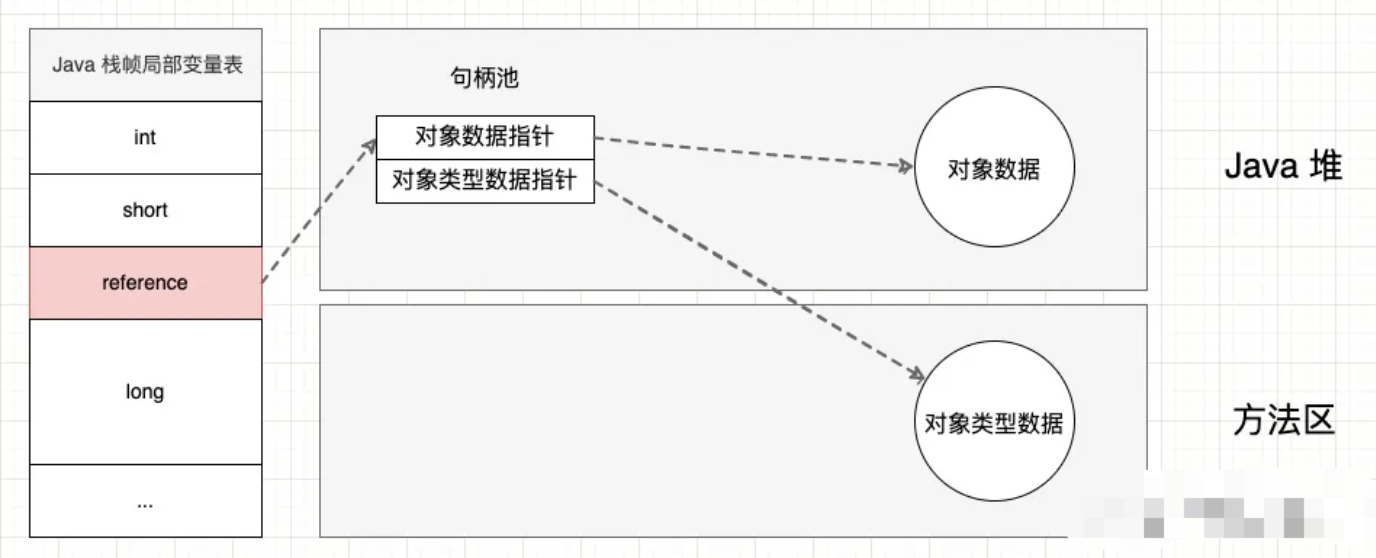 Java 栈帧局部变量表
int
short
reference
long
...
句柄池
对象数据指针
对象类型数据指针
对象数据
Java 堆
对象类型数据
方法区